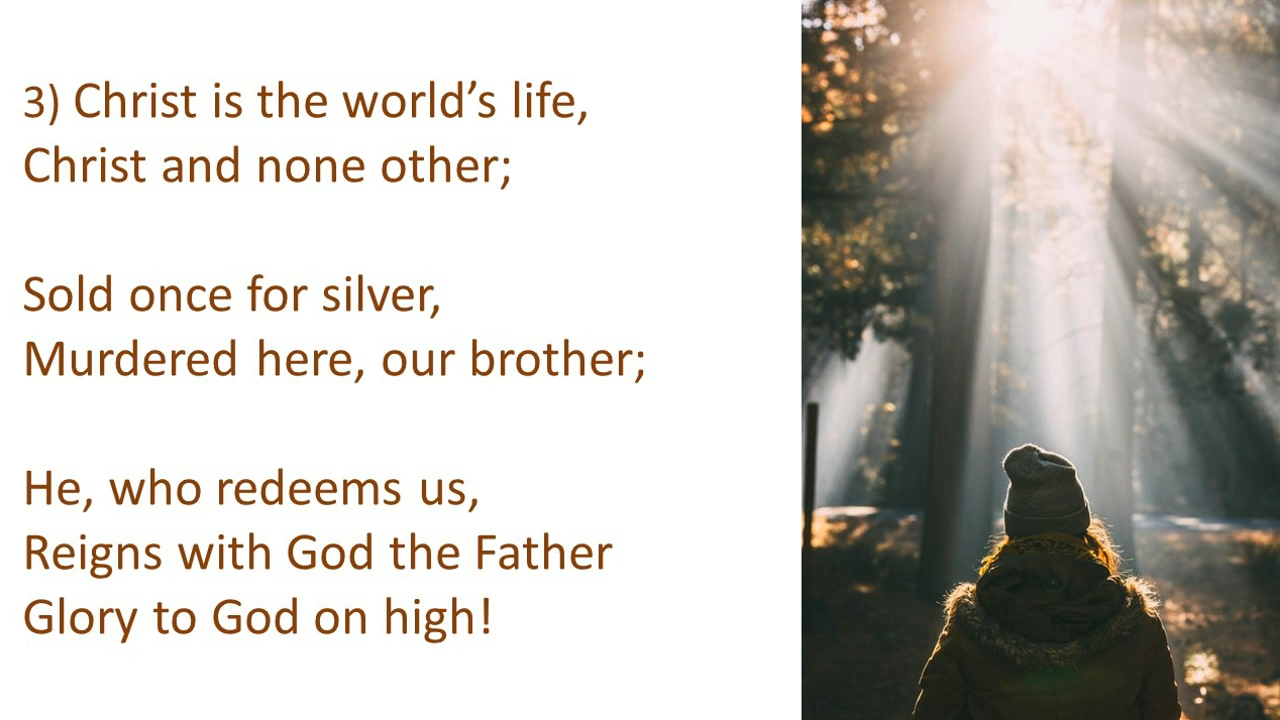 3) Christ is the world’s life,
Christ and none other;
Sold once for silver,
Murdered here, our brother;
He, who redeems us,
Reigns with God the Father
Glory to God on high!